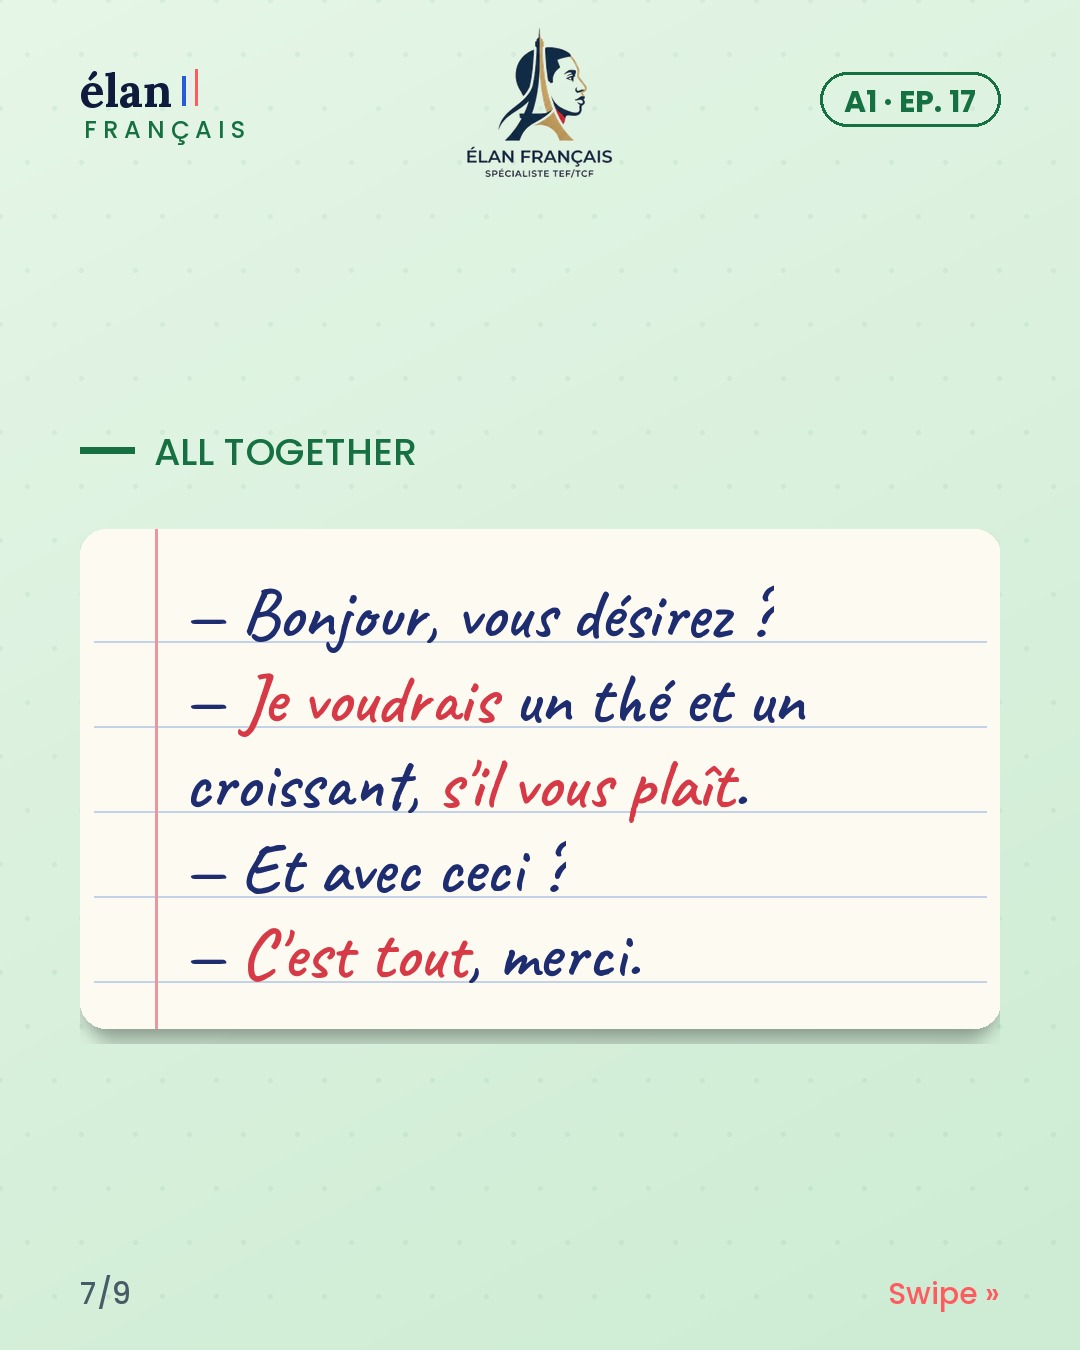 élan
FRANÇAIS
ÉLAN FRANÇAIS
SPÉCIALISTE TEF/TCF
A1 · EP. 17
ALL TOGETHER
– Bonjour, vous désirez ?
– Je voudrais un thé et un
croissant, s'il vous plaît.
– Et avec ceci ?
– C'est tout, merci.
7/9
Swipe »